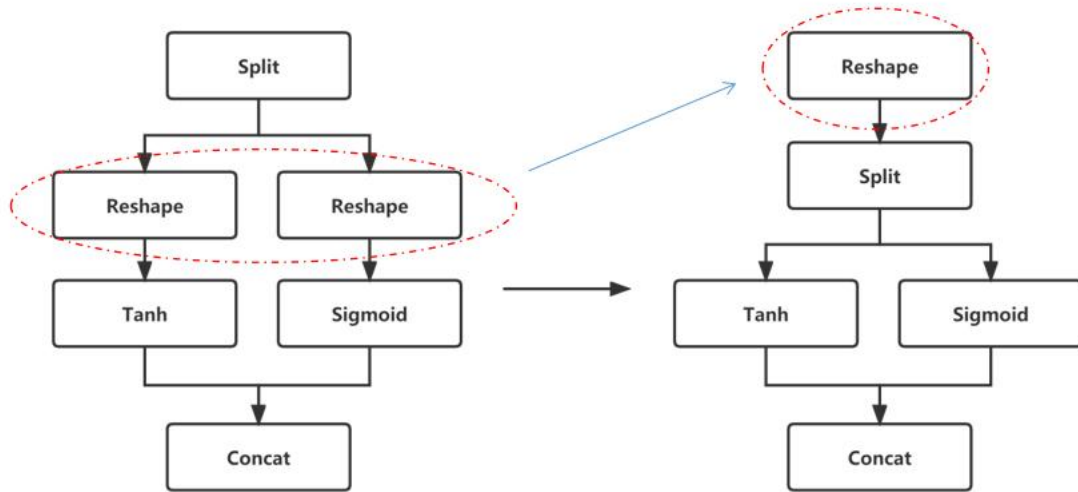 Split
Reshape
Reshape
Tanh
Sigmoid
Concat
Reshape
Split
Tanh
Sigmoid
Concat